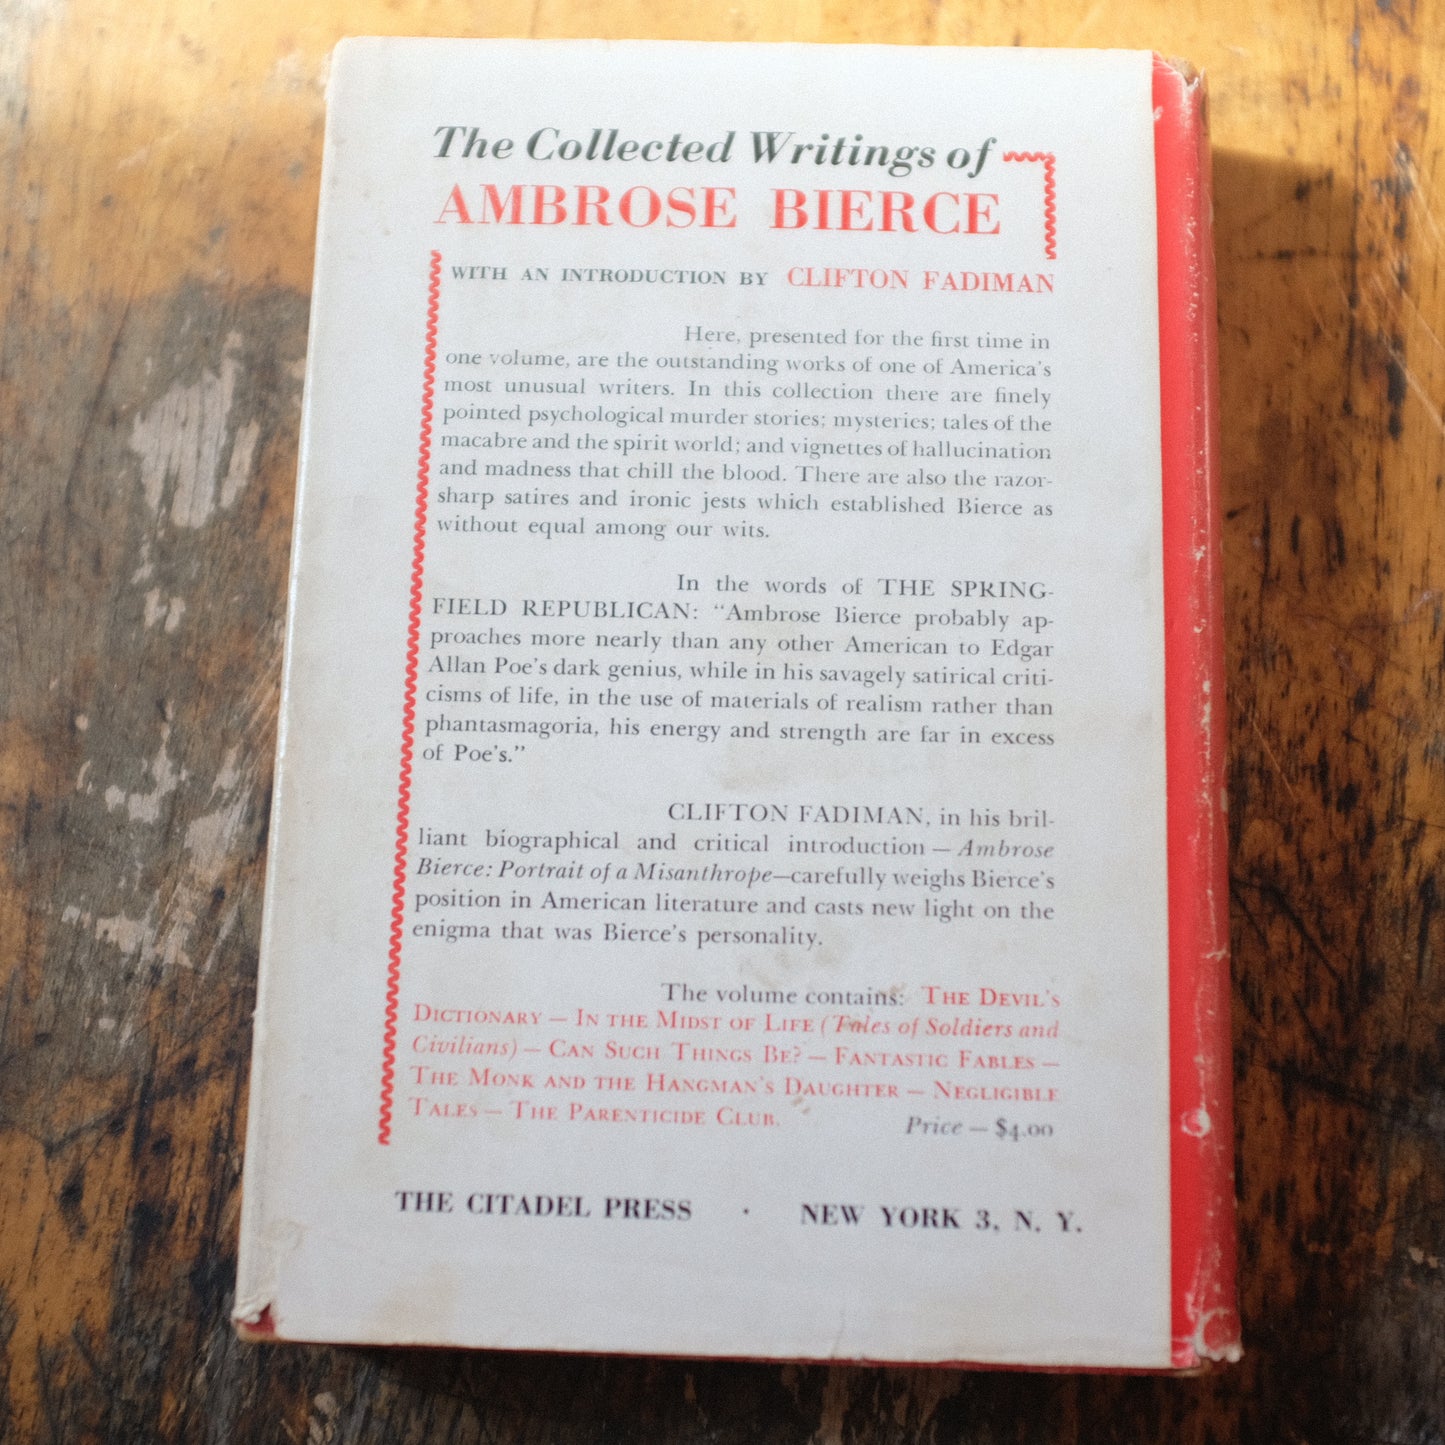 The Collected Writings of
AMBROSE BIERCE
WITH AN INTRODUCTION BY CLIFTON FADIMAN
Here, presented for the first time in
one volume, are the outstanding works of one of America's
most unusual writers. In this collection there are finely
pointed psychological murder stories; mysteries; tales of the
macabre and the spirit world; and vignettes of hallucination
and madness that chill the blood. There are also the razor-
sharp satires and ironic jests which established Bierce as
without equal among our wits.
In the words of THE SPRING-
FIELD REPUBLICAN: "Ambrose Bierce probably ap-
proaches more nearly than any other American to Edgar
Allan Poe's dark genius, while in his savagely satirical criti-
cisms of life, in the use of materials of realism rather than
phantasmagoria, his energy and strength are far in excess
of Poe's."
CLIFTON FADIMAN, in his bril-
liant biographical and critical introduction — Ambrose
Bierce: Portrait of a Misanthrope—carefully weighs Bierce's
position in American literature and casts new light on the
enigma that was Bierce's personality.
The volume contains: THE DEVIL'S
DICTIONARY — IN THE MIDST OF LIFE (Tales of Soldiers and
Civilians) — CAN SUCH THINGS BE? — FANTASTIC FABLES —
THE MONK AND THE HANGMAN'S DAUGHTER — NEGLIGIBLE
TALES — THE PARENTICIDE CLUB.
Price — $4.00
THE CITADEL PRESS · NEW YORK 3, N. Y.